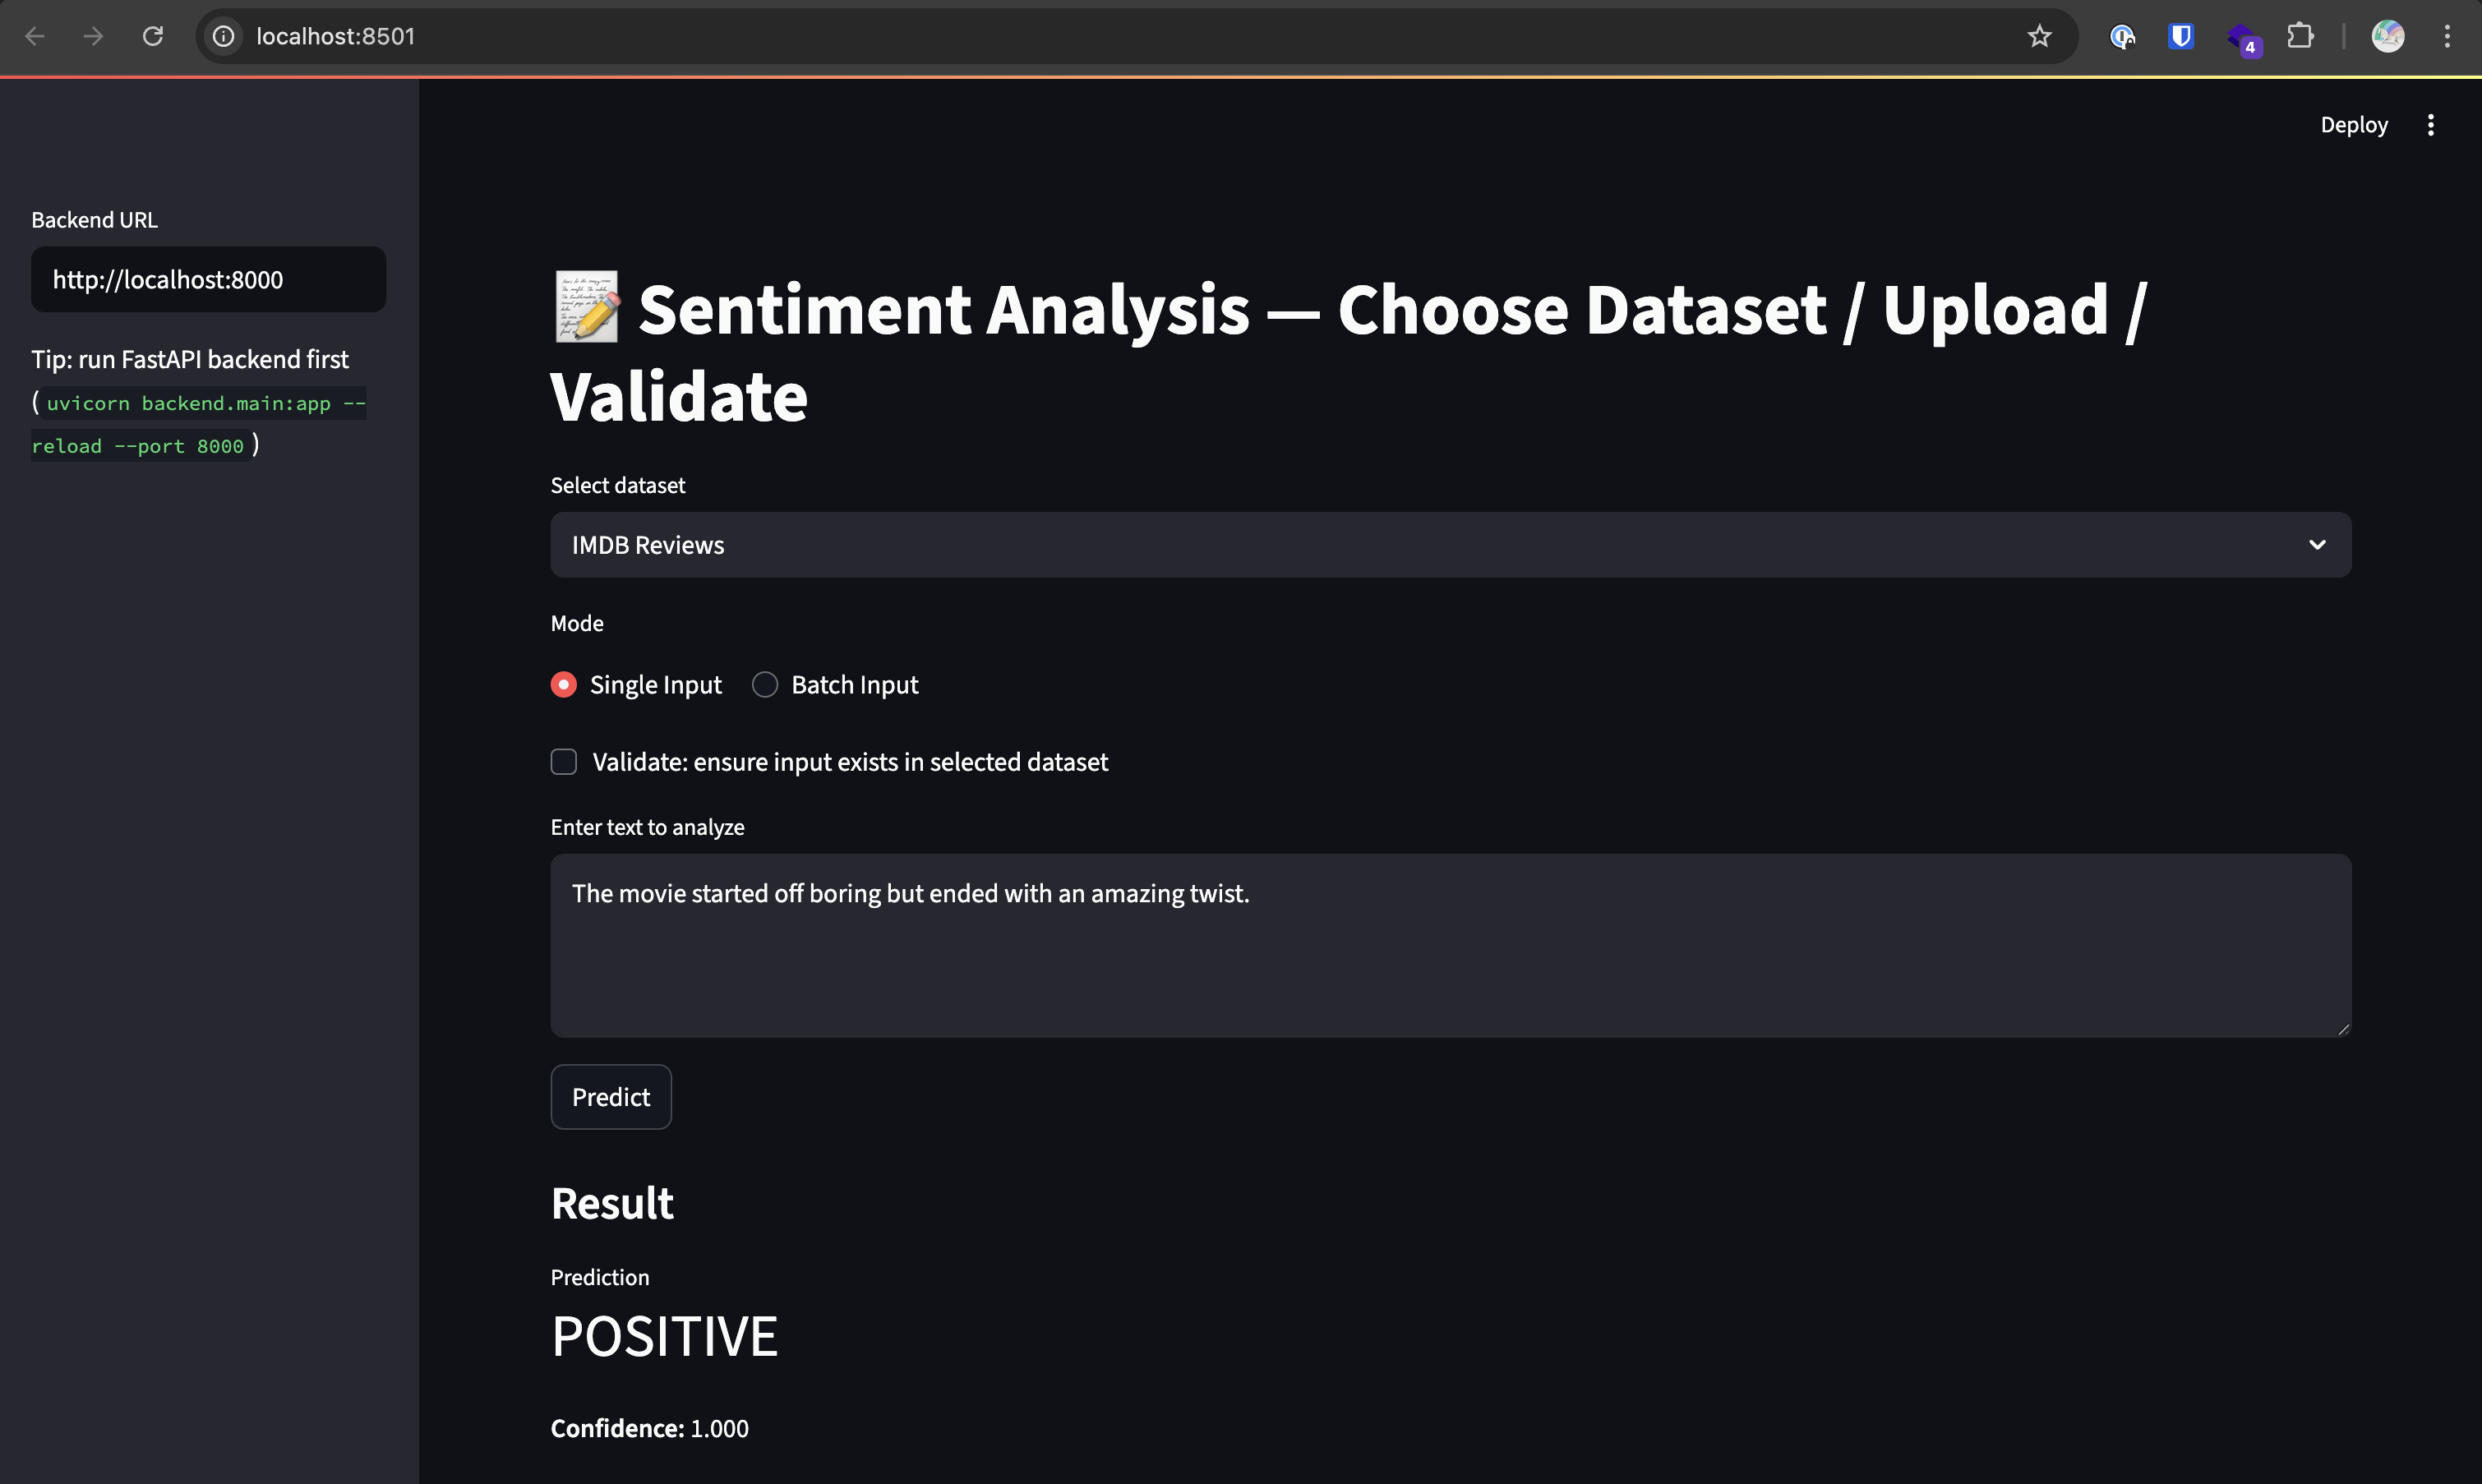 localhost:8501
4
Deploy
Backend URL
http://localhost:8000
Tip: run FastAPI backend first
(uvicorn backend.main:app --
reload --port 8000)
Sentiment Analysis — Choose Dataset / Upload /
Validate
Select dataset
IMDB Reviews
Mode
Single Input
Batch Input
Validate: ensure input exists in selected dataset
Enter text to analyze
The movie started off boring but ended with an amazing twist.
Predict
Result
Prediction
POSITIVE
Confidence: 1.000